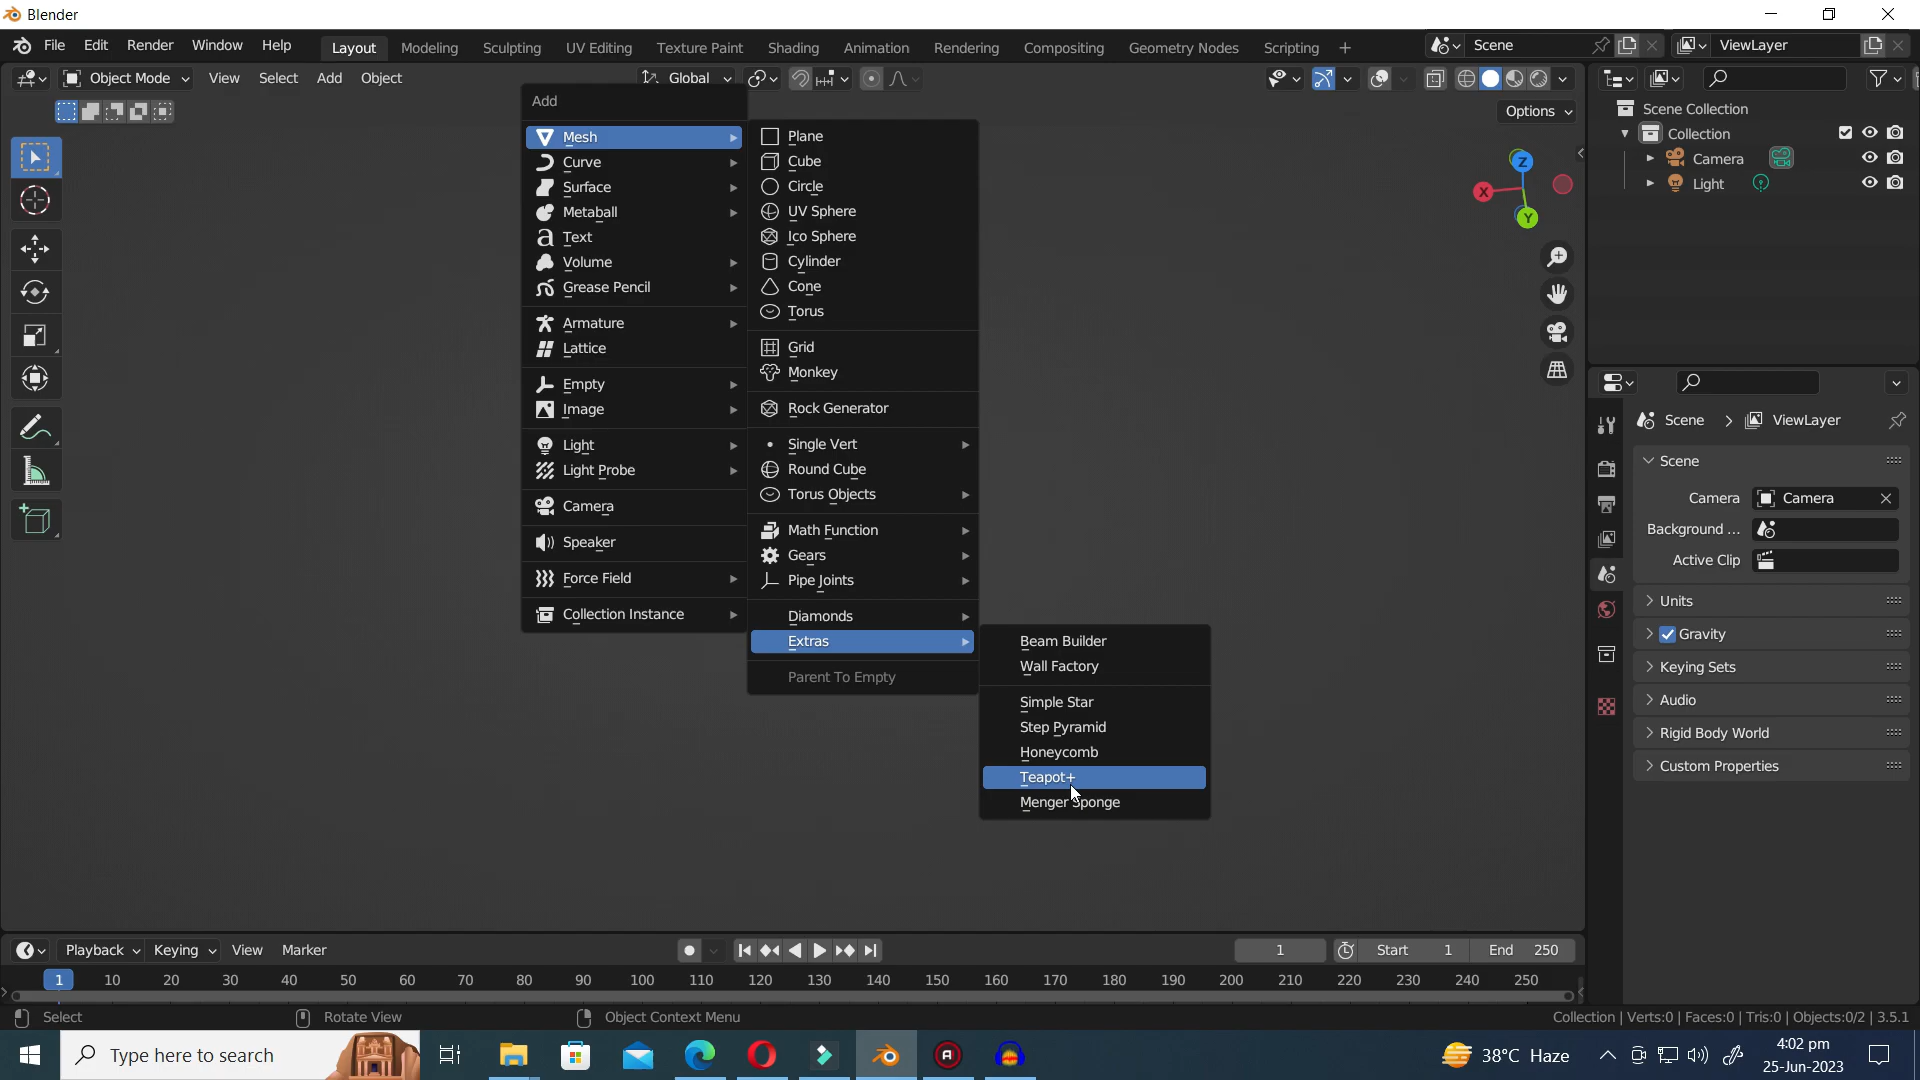 Blender
File Edit Render Window Help Layout Modeling Sculpting UV Editing Texture Paint Shading Animation Rendering Compositing Geometry Nodes Scripting + Scene ViewLayer
Object Mode View Select Add Object Global
Options
Add
Mesh
Curve
Surface
Metaball
Text
Volume
Grease Pencil
Armature
Lattice
Empty
Image
Light
Light Probe
Camera
Speaker
Force Field
Collection Instance
Plane
Cube
Circle
UV Sphere
Ico Sphere
Cylinder
Cone
Torus
Grid
Monkey
Rock Generator
Single Vert
Round Cube
Torus Objects
Math Function
Gears
Pipe Joints
Diamonds
Extras
Parent To Empty
Beam Builder
Wall Factory
Simple Star
Step Pyramid
Honeycomb
Teapot+
Menger Sponge
Z
X
Y
Scene Collection
Collection
Camera
Light
Scene > ViewLayer
Scene
Camera Camera
Background ...
Active Clip
Units
Gravity
Keying Sets
Audio
Rigid Body World
Custom Properties
Playback Keying View Marker 1 Start 1 End 250
1 10 20 30 40 50 60 70 80 90 100 110 120 130 140 150 160 170 180 190 200 210 220 230 240 250
Select Rotate View Object Context Menu Collection | Verts:0 | Faces:0 | Tris:0 | Objects:0/2 | 3.5.1
Type here to search 38°C Haze 4:02 pm
25-Jun-2023